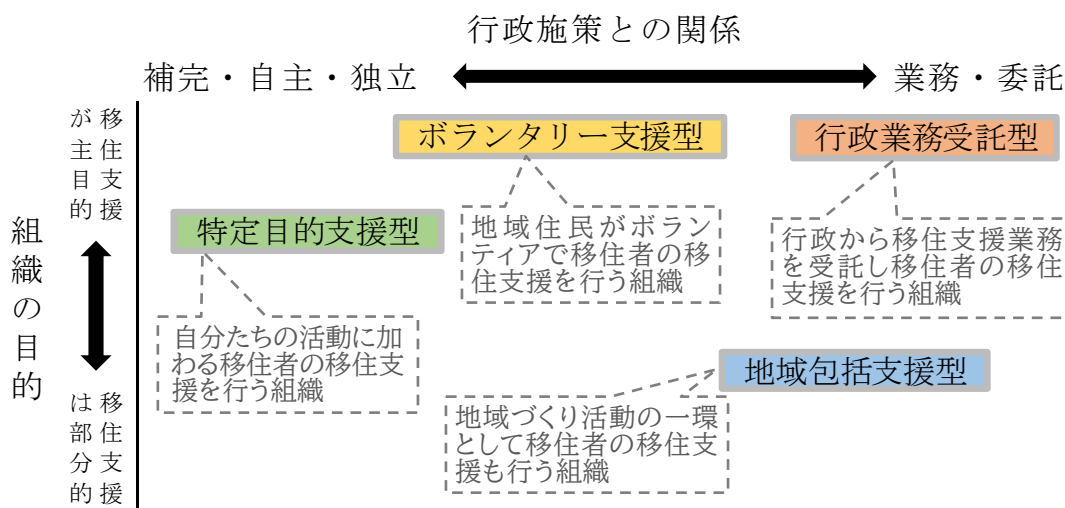 行政施策との関係
補完・自主・独立
業務・委託
組織の目的
移住支援
が主目的
移住支援
は部分的
ボランタリー支援型
地域住民がボラン
ティアで移住者の移
住支援を行う組織
行政業務受託型
行政から移住支援業務
を受託し移住者の移住
支援を行う組織
特定目的支援型
自分たちの活動に加
わる移住者の移住支
援を行う組織
地域包括支援型
地域づくり活動の一環
として移住者の移住支
援も行う組織